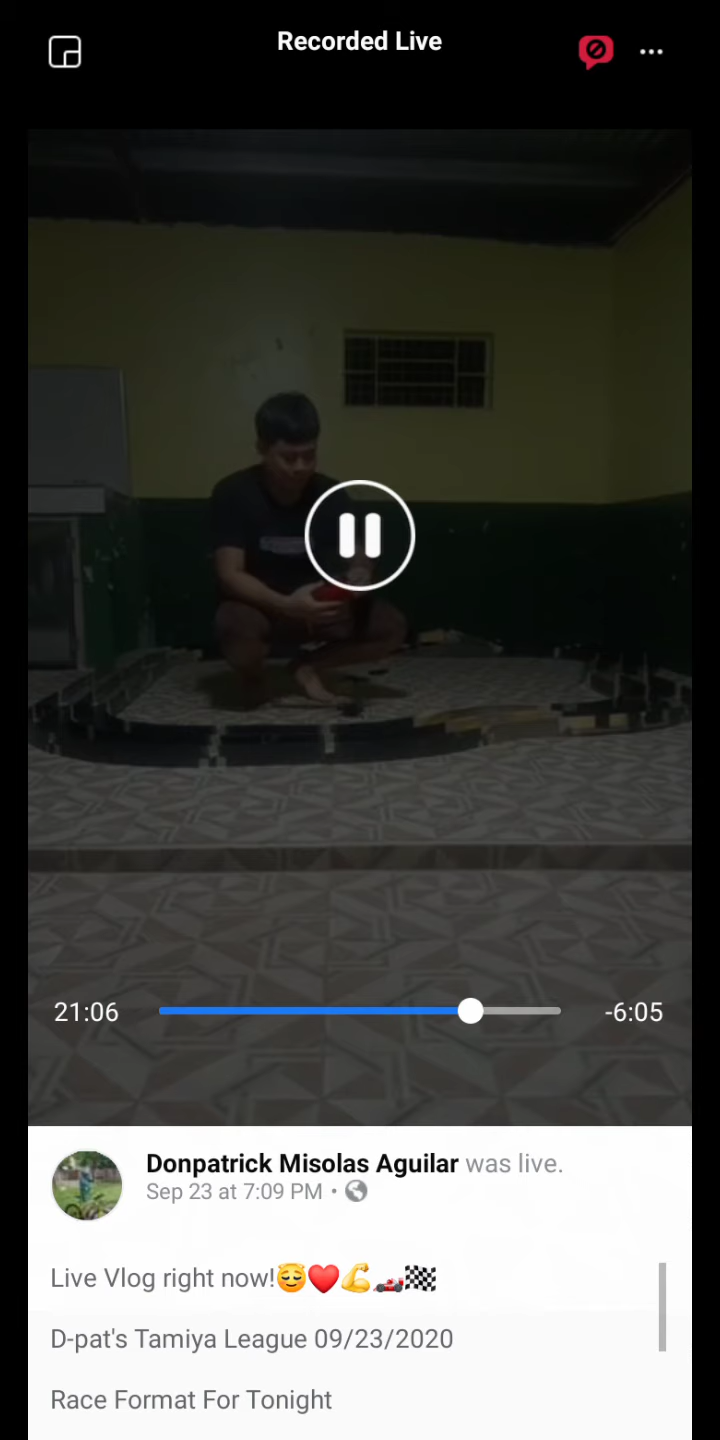 Recorded Live
21:06
-6:05
Donpatrick Misolas Aguilar was live.
Sep 23 at 7:09 PM •
Live Vlog right now!😇❤️💪🏎️🏁
D-pat's Tamiya League 09/23/2020
Race Format For Tonight